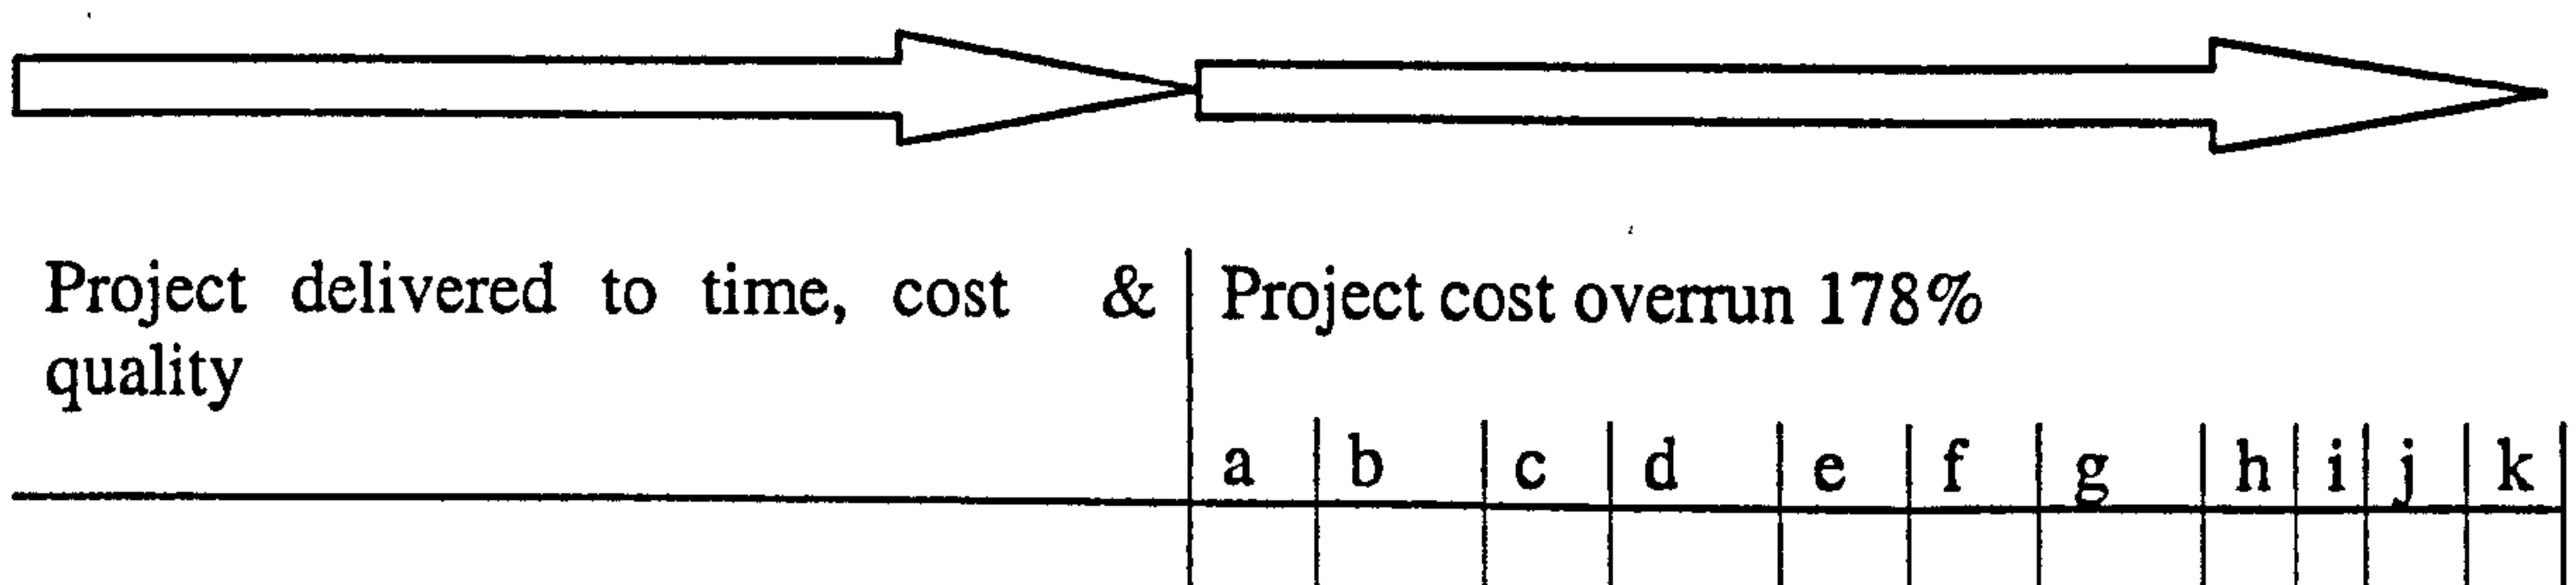 Project delivered to time, cost & 
quality
Project cost overrun 178%
a b c d e f g h i j k